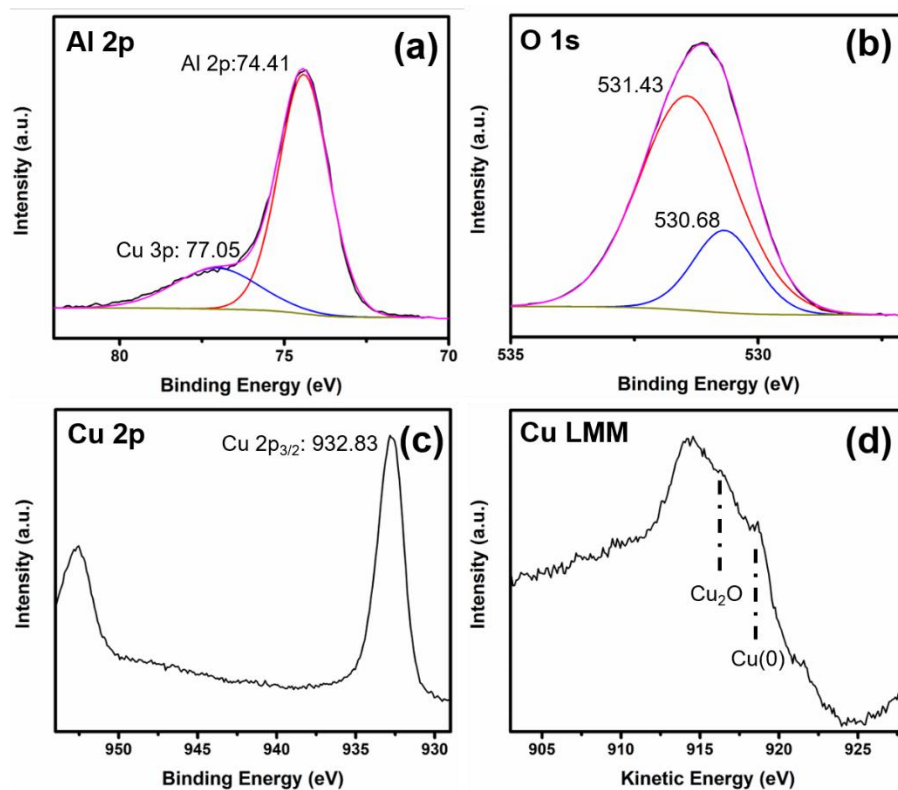 Al 2p
(a)
Al 2p:74.41
Cu 3p: 77.05
Intensity (a.u.)
80
75
70
Binding Energy (eV)
O 1s
(b)
531.43
530.68
Intensity (a.u.)
535
530
Binding Energy (eV)
Cu 2p
(c)
Cu 2p3/2: 932.83
Intensity (a.u.)
950
945
940
935
930
Binding Energy (eV)
Cu LMM
(d)
Cu2O
Cu(0)
Intensity (a.u.)
905
910
915
920
925
Kinetic Energy (eV)